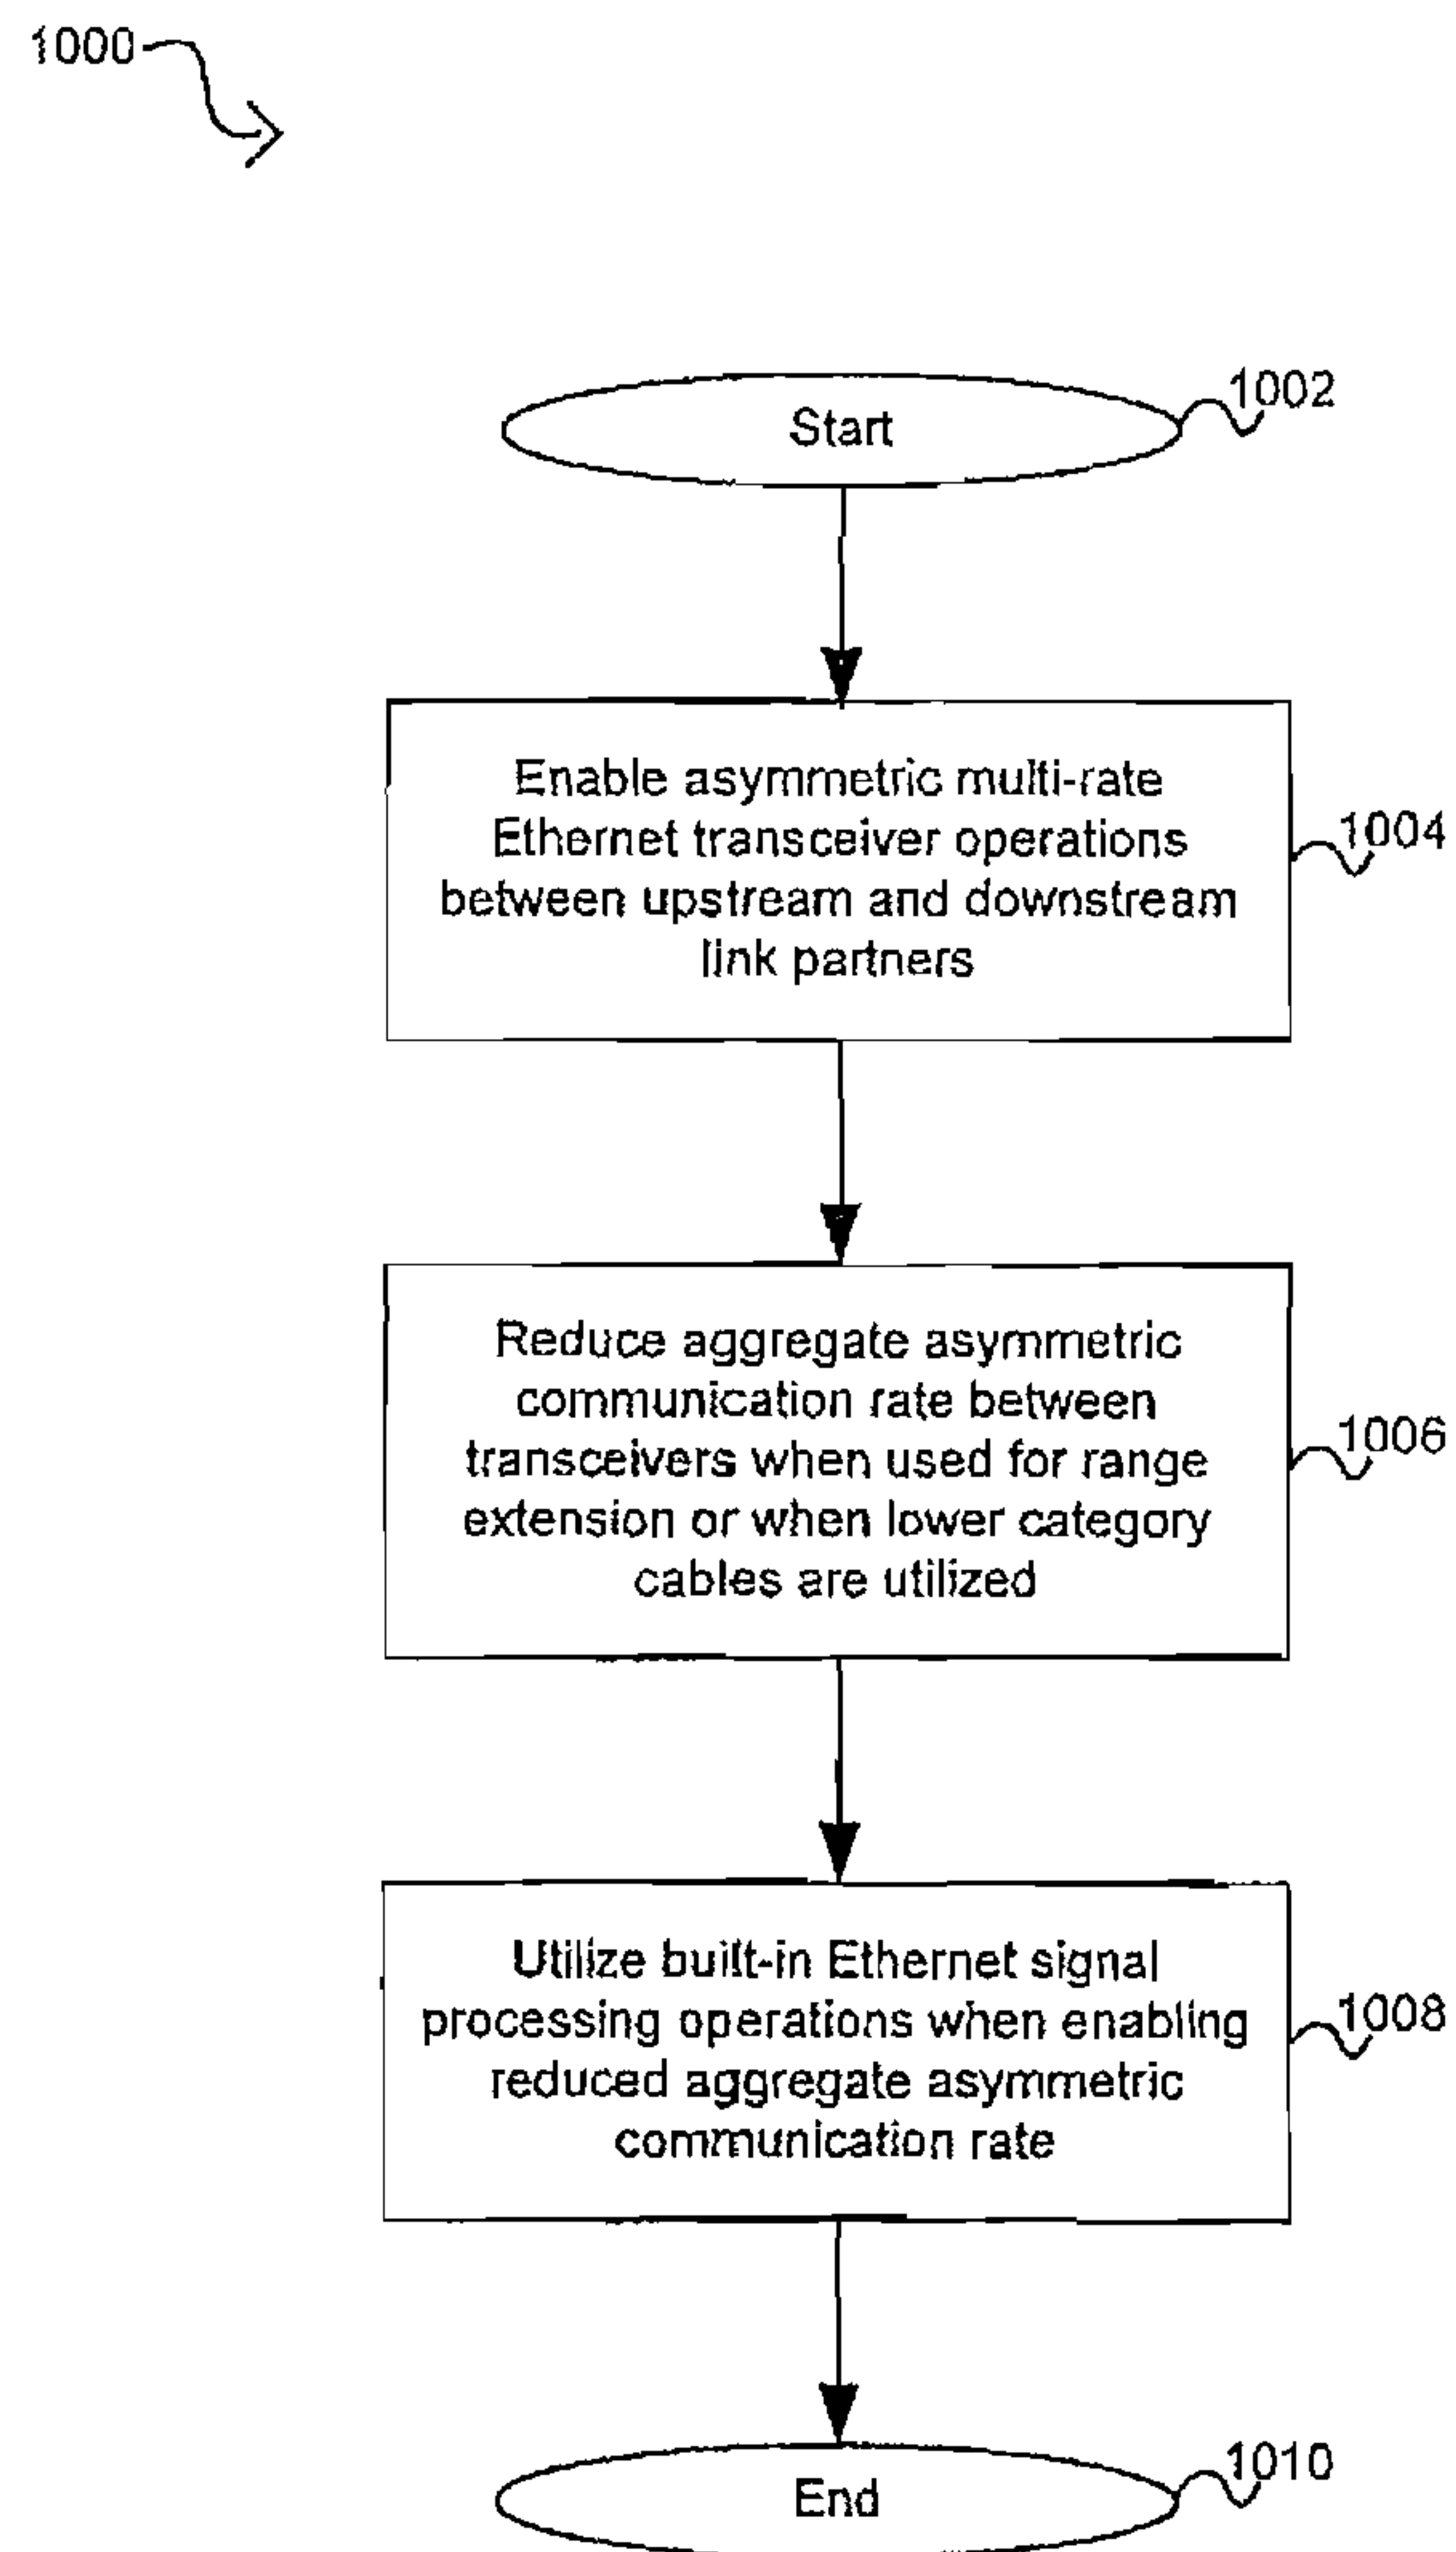 1000
1002
Start
Enable asymmetric multi-rate
Ethernet transceiver operations
between upstream and downstream
link partners
1004
Reduce aggregate asymmetric
communication rate between
transceivers when used for range
extension or when lower category
cables are utilized
1006
Utilize built-in Ethernet signal
processing operations when enabling
reduced aggregate asymmetric
communication rate
1008
End
1010